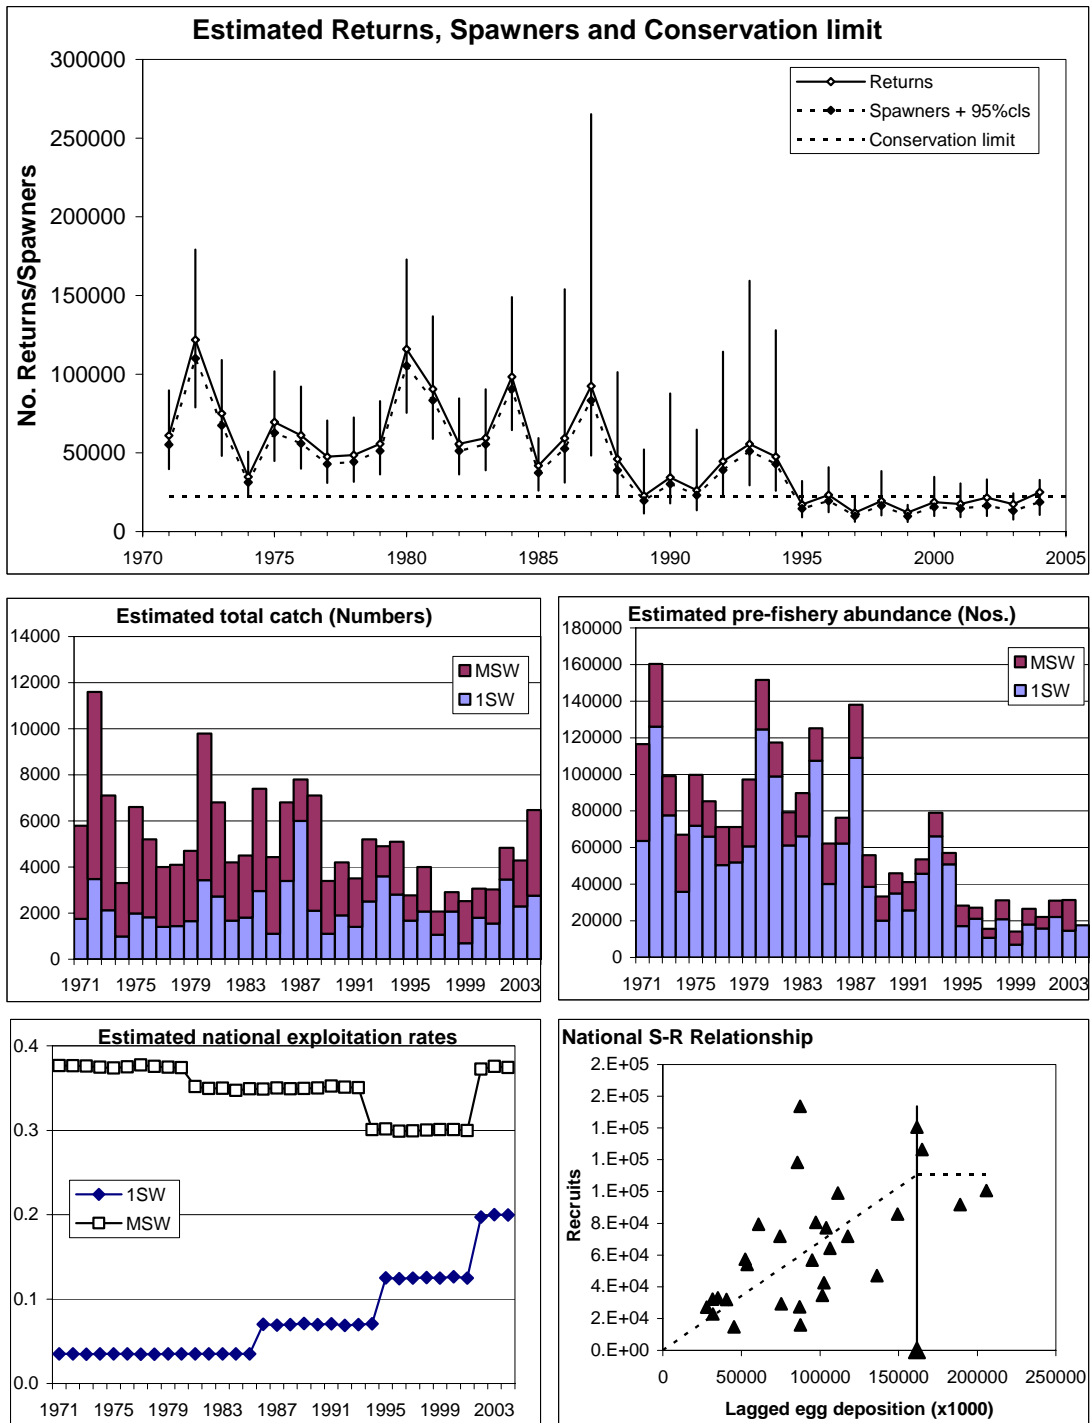 Estimated Returns, Spawners and Conservation limit
300000
250000
200000
150000
100000
50000
0
No. Returns/Spawners
Returns
Spawners + 95%cls
Conservation limit
1970 1975 1980 1985 1990 1995 2000 2005
Estimated total catch (Numbers)
14000
12000
10000
8000
6000
4000
2000
0
MSW
1SW
1971 1975 1979 1983 1987 1991 1995 1999 2003
Estimated pre-fishery abundance (Nos.)
180000
160000
140000
120000
100000
80000
60000
40000
20000
0
MSW
1SW
1971 1975 1979 1983 1987 1991 1995 1999 2003
Estimated national exploitation rates
0.4
0.3
0.2
0.1
0.0
1SW
MSW
1971 1975 1979 1983 1987 1991 1995 1999 2003
National S-R Relationship
2.E+05
2.E+05
1.E+05
1.E+05
1.E+05
8.E+04
6.E+04
4.E+04
2.E+04
0.E+00
Recruits
0 50000 100000 150000 200000 250000
Lagged egg deposition (x1000)